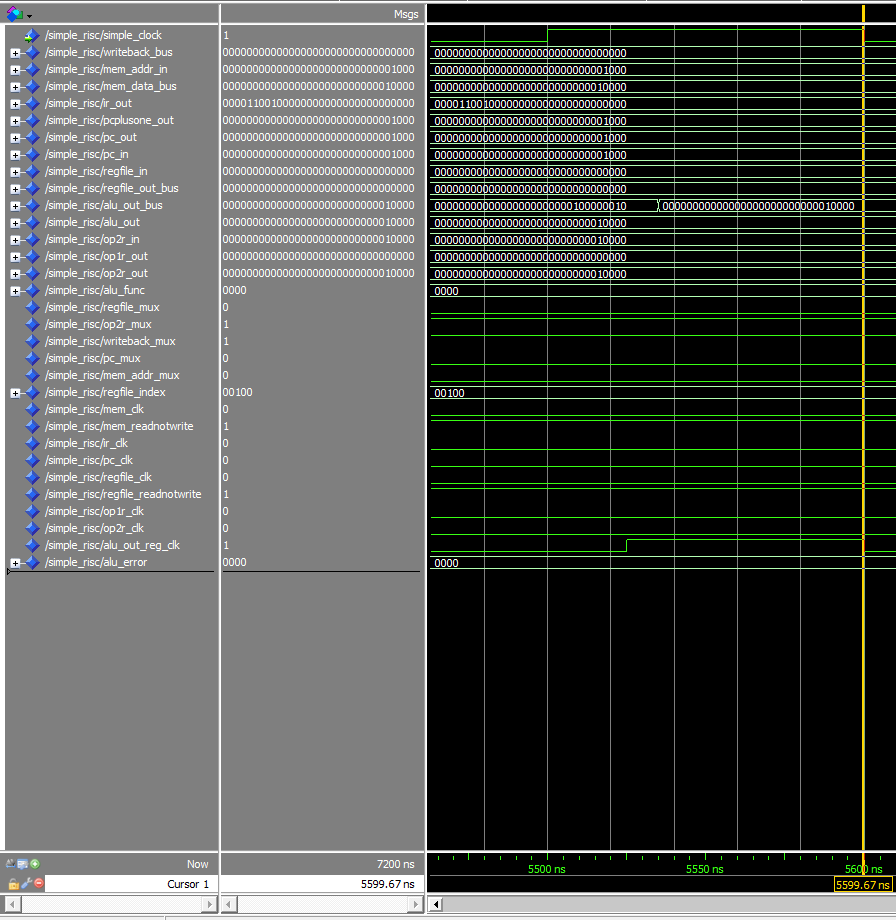 Msgs
/simple_risc/simple_clock 1
/simple_risc/writeback_bus 00000000000000000000000000000000 00000000000000000000000000000000
/simple_risc/mem_addr_in 00000000000000000000000000001000 00000000000000000000000000001000
/simple_risc/mem_data_bus 00000000000000000000000000010000 00000000000000000000000000010000
/simple_risc/ir_out 00001100100000000000000000000000 00001100100000000000000000000000
/simple_risc/pcplusone_out 00000000000000000000000000001000 00000000000000000000000000001000
/simple_risc/pc_out 00000000000000000000000000001000 00000000000000000000000000001000
/simple_risc/pc_in 00000000000000000000000000001000 00000000000000000000000000001000
/simple_risc/regfile_in 00000000000000000000000000000000 00000000000000000000000000000000
/simple_risc/regfile_out_bus 00000000000000000000000000000000 00000000000000000000000000000000
/simple_risc/alu_out_bus 00000000000000000000000000010000 00000000000000000000000100000010 00000000000000000000000000010000
/simple_risc/alu_out 00000000000000000000000000010000 00000000000000000000000000010000
/simple_risc/op2r_in 00000000000000000000000000010000 00000000000000000000000000010000
/simple_risc/op1r_out 00000000000000000000000000000000 00000000000000000000000000000000
/simple_risc/op2r_out 00000000000000000000000000010000 00000000000000000000000000010000
/simple_risc/alu_func 0000 0000
/simple_risc/regfile_mux 0
/simple_risc/op2r_mux 1
/simple_risc/writeback_mux 1
/simple_risc/pc_mux 0
/simple_risc/mem_addr_mux 0
/simple_risc/regfile_index 00100 00100
/simple_risc/mem_clk 0
/simple_risc/mem_readnotwrite 1
/simple_risc/ir_clk 0
/simple_risc/pc_clk 0
/simple_risc/regfile_clk 0
/simple_risc/regfile_readnotwrite 1
/simple_risc/op1r_clk 0
/simple_risc/op2r_clk 0
/simple_risc/alu_out_reg_clk 1
/simple_risc/alu_error 0000 0000
Now 7200 ns 5500 ns 5550 ns 5600 ns
Cursor 1 5599.67 ns 5599.67 ns